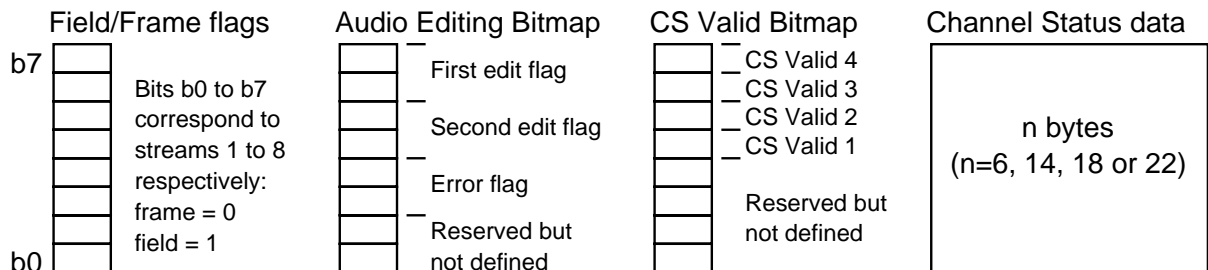 Field/Frame flags
b7
Bits b0 to b7
correspond to
streams 1 to 8
respectively:
frame = 0
field = 1
b0
Audio Editing Bitmap
First edit flag
Second edit flag
Error flag
Reserved but
not defined
CS Valid Bitmap
CS Valid 4
CS Valid 3
CS Valid 2
CS Valid 1
Reserved but
not defined
Channel Status data
n bytes
(n=6, 14, 18 or 22)